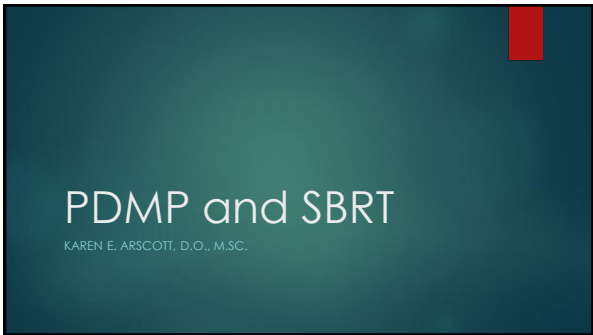 PDMP and SBRT
KAREN E. ARSCOTT, D.O., M.SC.